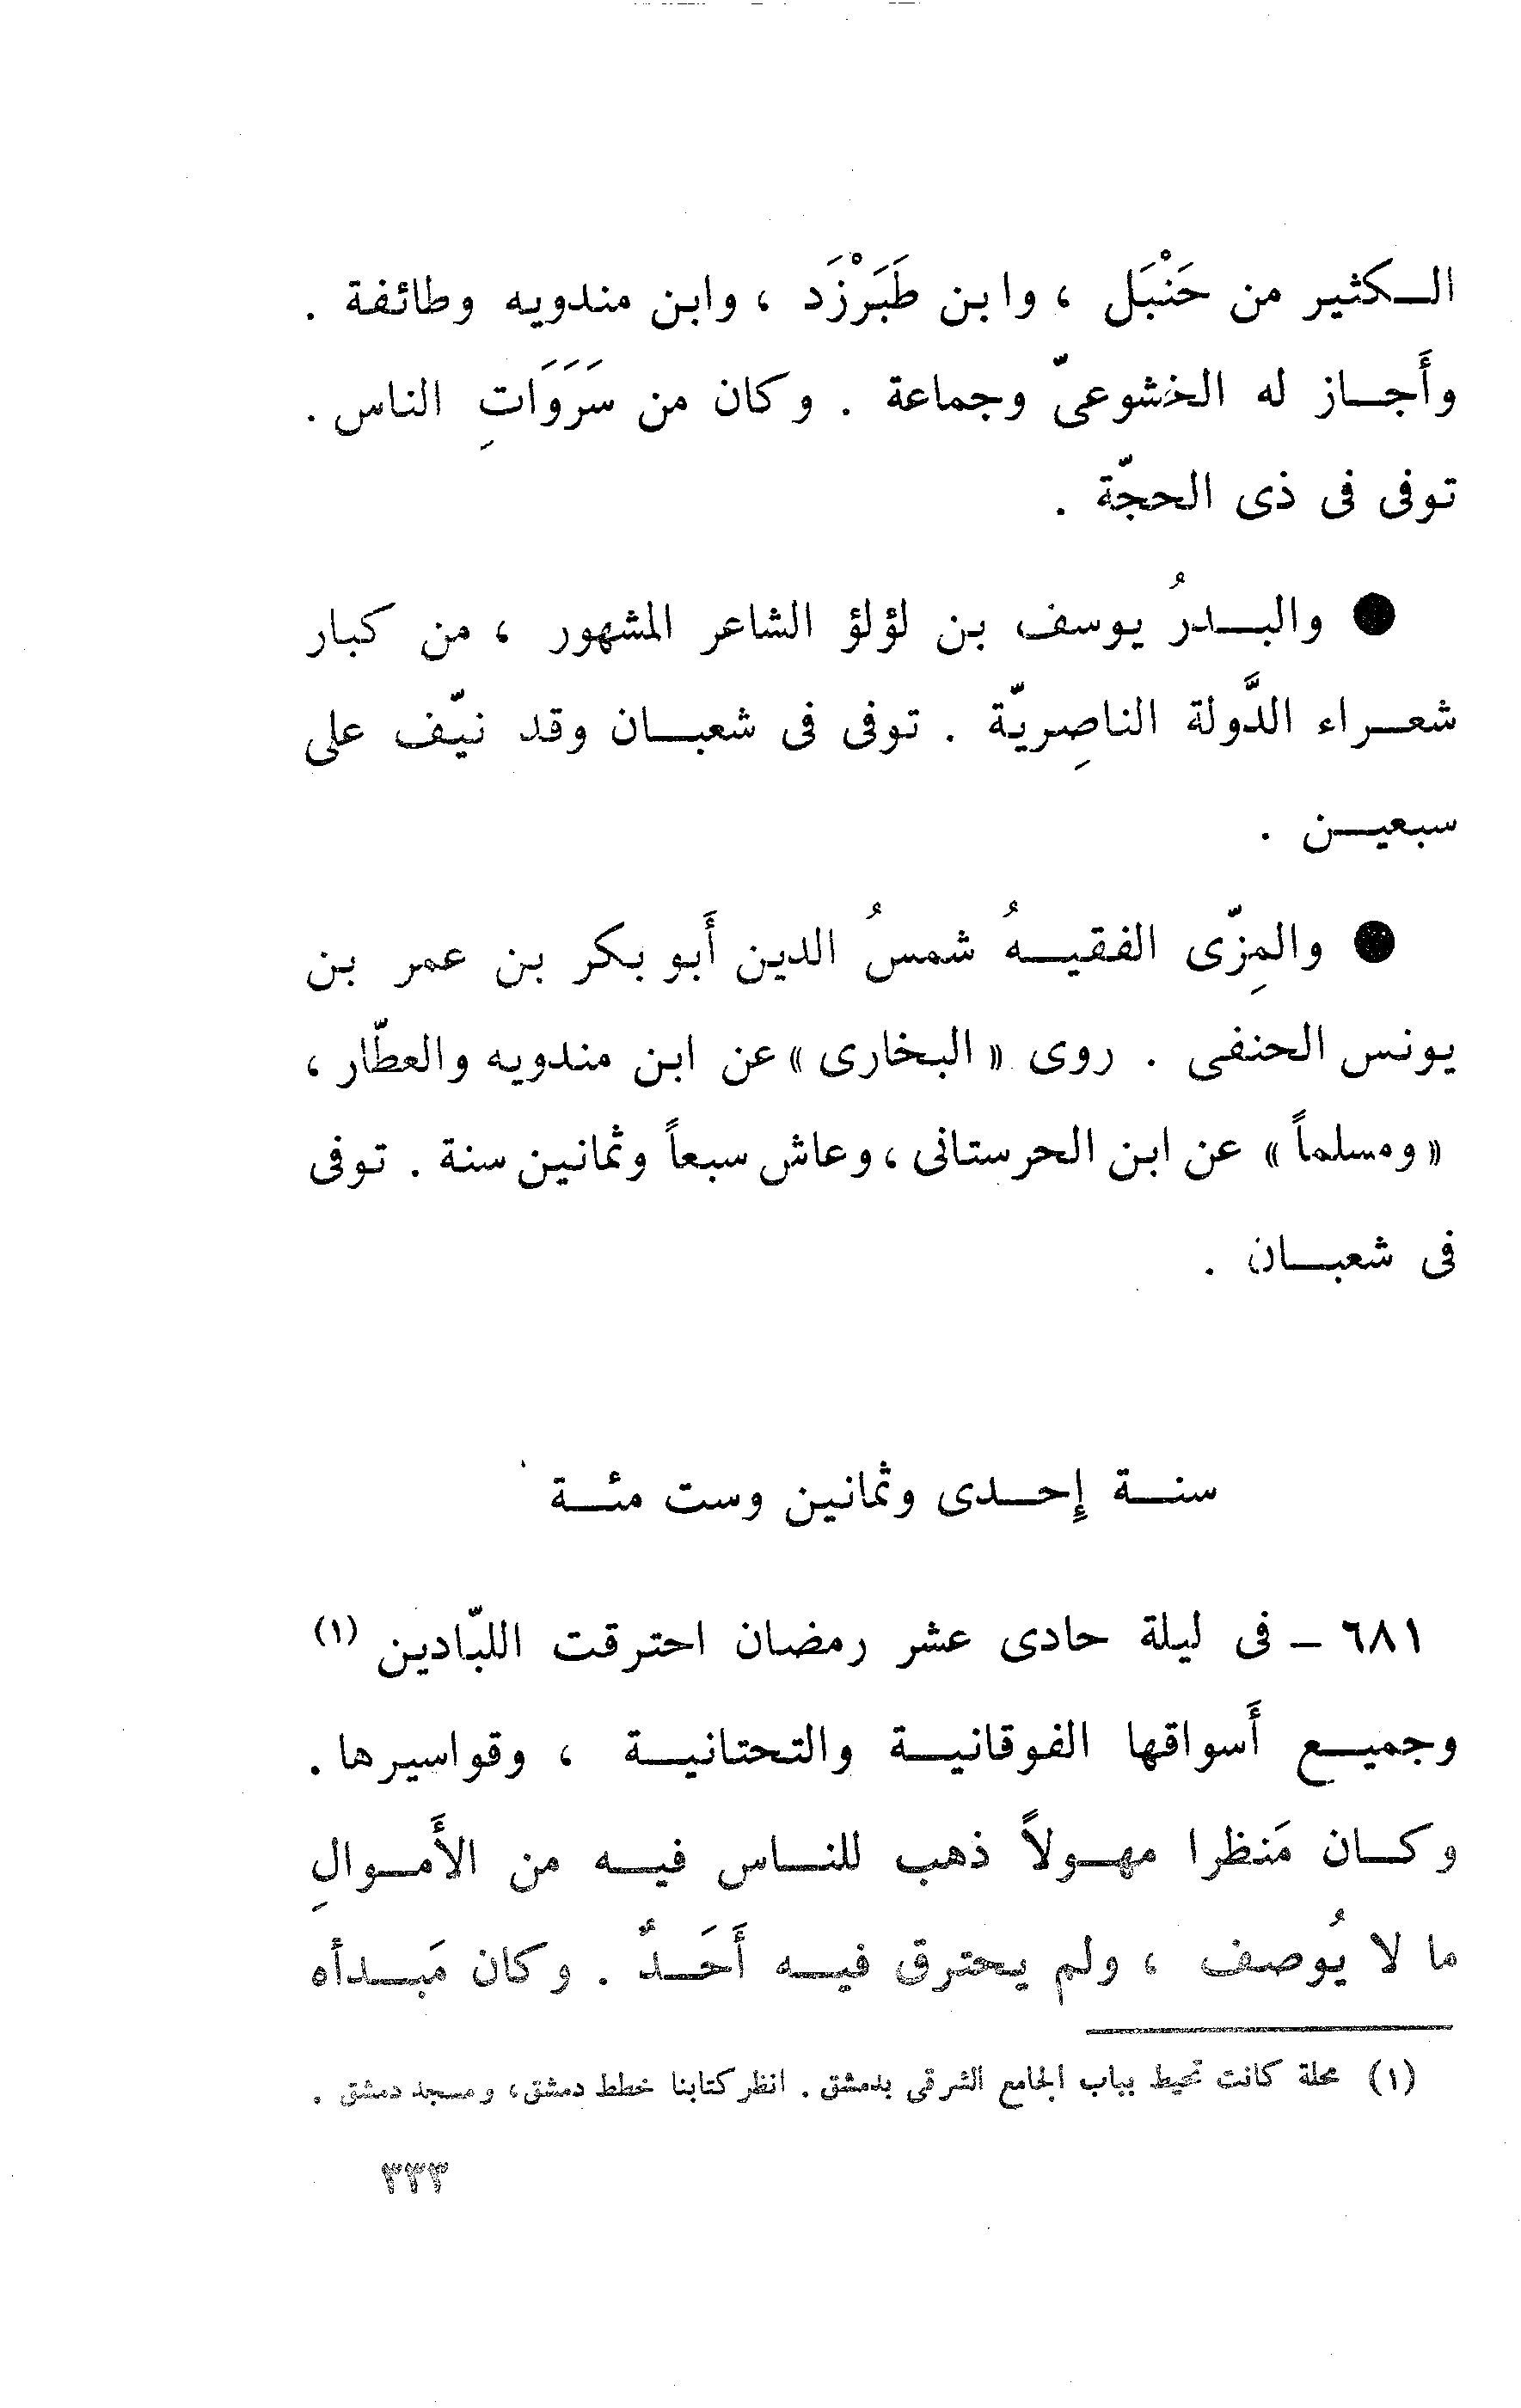 الكثير من حَنْبَل ، وابن طَبَرْزَد ، وابن مندويه وطائفة .
وأَجاز له الخشوعىّ وجماعة . وكان من سَرَوَاتِ الناس .
توفى فى ذى الحجّة .
● والبدرُ يوسف بن لؤلؤ الشاعر المشهور ، من كبار
شعراء الدَّولة الناصِريّة . توفى فى شعبان وقد نيّف على
سبعين .
● والمِزّى الفقيهُ شمسُ الدين أَبو بكر بن عمر بن
يونس الحنفى . روى « البخارى » عن ابن مندويه والعطّار ،
« ومسلماً » عن ابن الحرستانى ، وعاش سبعاً وثمانين سنة . توفى
فى شعبان .
سنة إحدى وثمانين وست مئة
٦٨١ – فى ليلة حادى عشر رمضان احترقت اللبّادين (١)
وجميع أَسواقها الفوقانية والتحتانية ، وقواسيرها .
وكان مَنظرا مهولاً ذهب للناس فيه من الأَموالِ
ما لا يُوصف ، ولم يحترق فيه أَحَدٌ . وكان مَبدأه
(١) محلة كانت تحيط بباب الجامع الشرقي بدمشق . انظر كتابنا خطط دمشق ، ومسجد دمشق .
٣٣٣